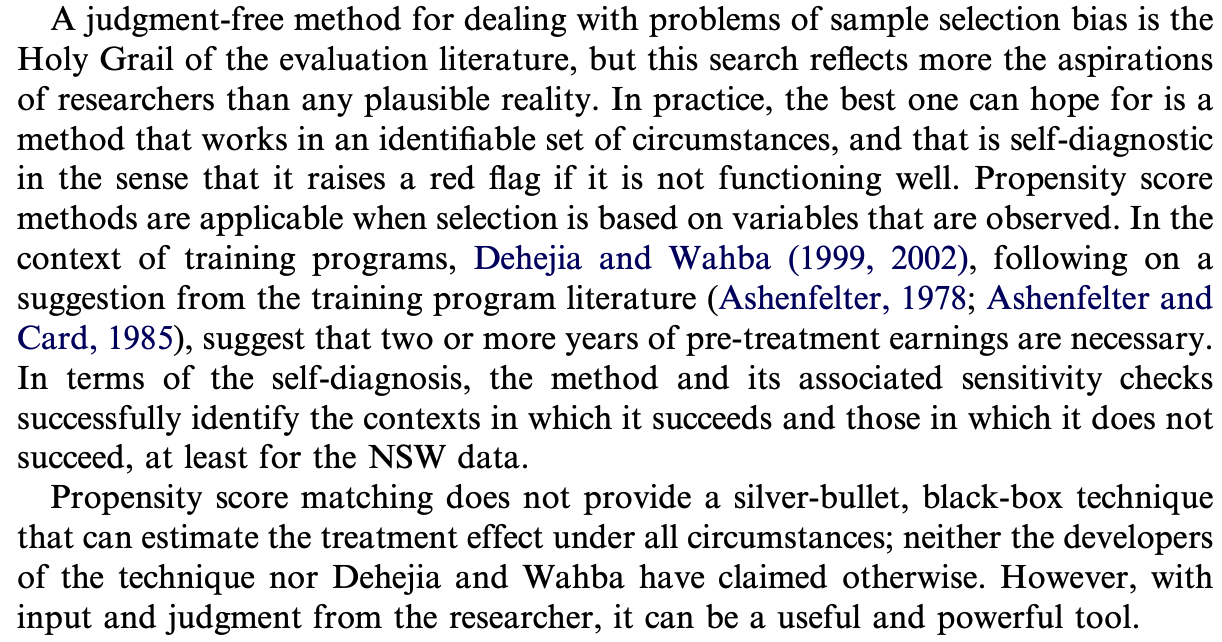 A judgment-free method for dealing with problems of sample selection bias is the
Holy Grail of the evaluation literature, but this search reflects more the aspirations
of researchers than any plausible reality. In practice, the best one can hope for is a
method that works in an identifiable set of circumstances, and that is self-diagnostic
in the sense that it raises a red flag if it is not functioning well. Propensity score
methods are applicable when selection is based on variables that are observed. In the
context of training programs, Dehejia and Wahba (1999, 2002), following on a
suggestion from the training program literature (Ashenfelter, 1978; Ashenfelter and
Card, 1985), suggest that two or more years of pre-treatment earnings are necessary.
In terms of the self-diagnosis, the method and its associated sensitivity checks
successfully identify the contexts in which it succeeds and those in which it does not
succeed, at least for the NSW data.
Propensity score matching does not provide a silver-bullet, black-box technique
that can estimate the treatment effect under all circumstances; neither the developers
of the technique nor Dehejia and Wahba have claimed otherwise. However, with
input and judgment from the researcher, it can be a useful and powerful tool.